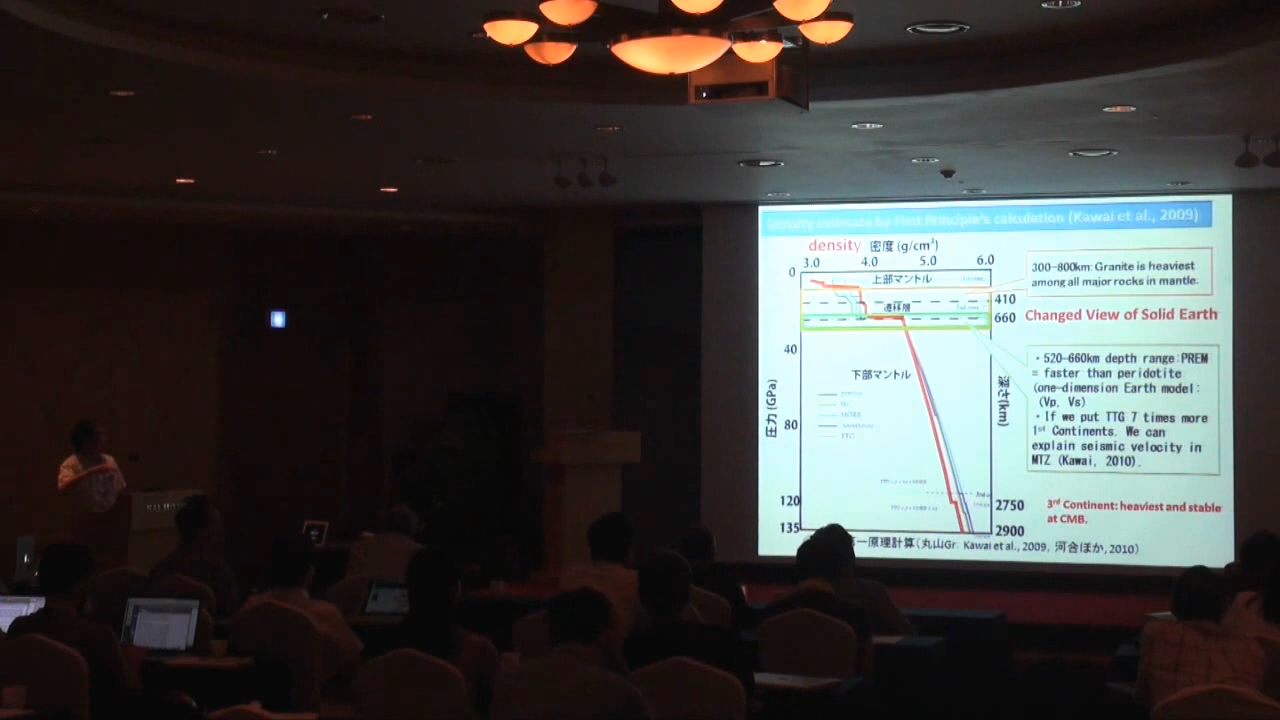 Density estimate by First Principle's calculation (Kawai et al., 2009)
density 密度 (g/cm³)
3.0 4.0 5.0 6.0
0
上部マントル
410
遷移層
660
40
下部マントル
圧力 (GPa)
深さ(km)
80
MORB
TTG
120
2750
135
2900
一原理計算(丸山Gr. Kawai et al., 2009, 河合ほか, 2010)
300-800km: Granite is heaviest
among all major rocks in mantle.
Changed View of Solid Earth
・520-660km depth range:PREM
= faster than peridotite
(one-dimension Earth model:
(Vp, Vs)
・If we put TTG 7 times more
1st Continents. We can
explain seismic velocity in
MTZ (Kawai, 2010).
3rd Continent: heaviest and stable
at CMB.